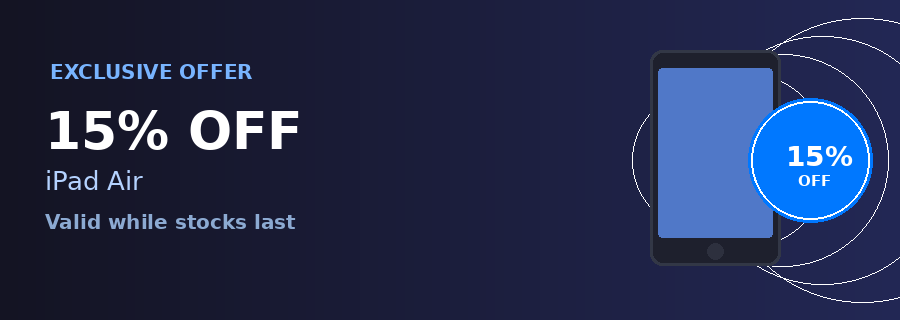 EXCLUSIVE OFFER
15% OFF
iPad Air
Valid while stocks last
15%
OFF